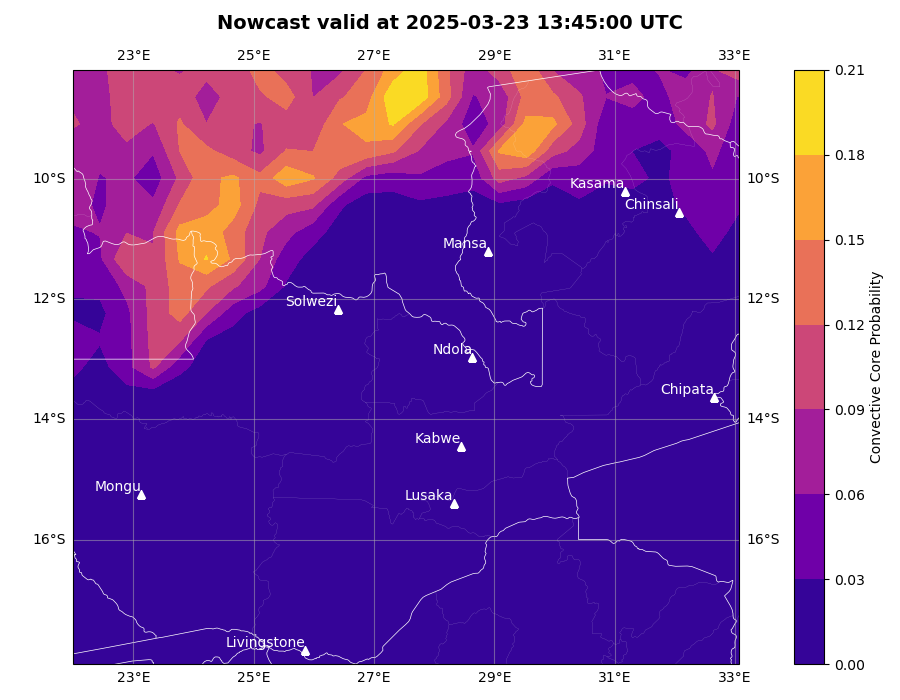 Nowcast valid at 2025-03-23 13:45:00 UTC
23°E 25°E 27°E 29°E 31°E 33°E
0.21
0.18
10°S 10°S
Kasama
Chinsali
0.15
Mansa
12°S 12°S
Solwezi
0.12
Ndola
Chipata
0.09
14°S 14°S
Kabwe
Mongu
Lusaka
0.06
16°S 16°S
0.03
Livingstone
0.00
23°E 25°E 27°E 29°E 31°E 33°E
Convective Core Probability